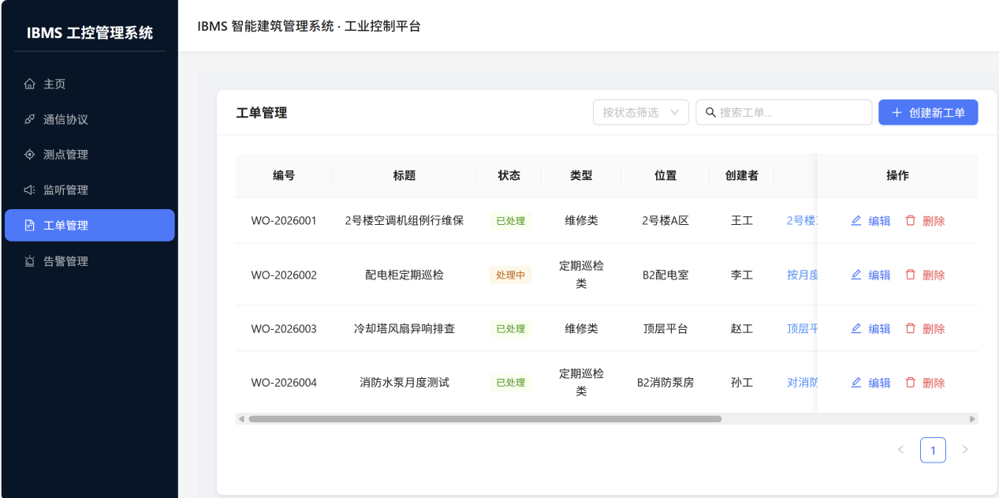 IBMS 工控管理系统
主页
通信协议
测点管理
监听管理
工单管理
告警管理
IBMS 智能建筑管理系统 · 工业控制平台
工单管理
按状态筛选
搜索工单...
创建新工单
编号 标题 状态 类型 位置 创建者 操作
WO-2026001 2号楼空调机组例行维保 已处理 维修类 2号楼A区 王工 2号楼 编辑 删除
WO-2026002 配电柜定期巡检 处理中 定期巡检类 B2配电室 李工 按月度 编辑 删除
WO-2026003 冷却塔风扇异响排查 已处理 维修类 顶层平台 赵工 顶层平 编辑 删除
WO-2026004 消防水泵月度测试 已处理 定期巡检类 B2消防泵房 孙工 对消防 编辑 删除
1